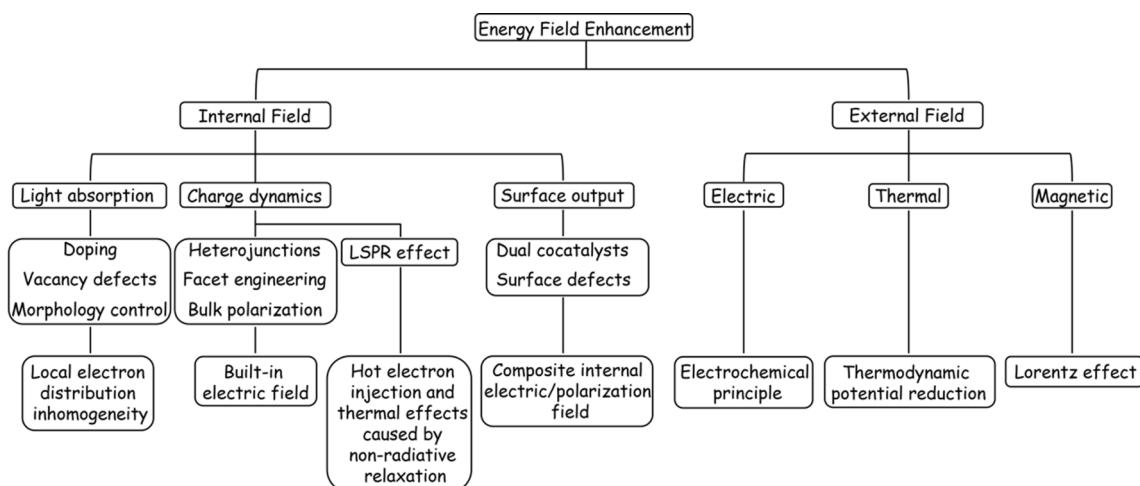 Energy Field Enhancement
Internal Field
External Field
Light absorption
Charge dynamics
Surface output
Electric
Thermal
Magnetic
Doping
Vacancy defects
Morphology control
Heterojunctions
Facet engineering
Bulk polarization
LSPR effect
Dual cocatalysts
Surface defects
Local electron
distribution
inhomogeneity
Built-in
electric field
Hot electron
injection and
thermal effects
caused by
non-radiative
relaxation
Composite internal
electric/polarization
field
Electrochemical
principle
Thermodynamic
potential reduction
Lorentz effect